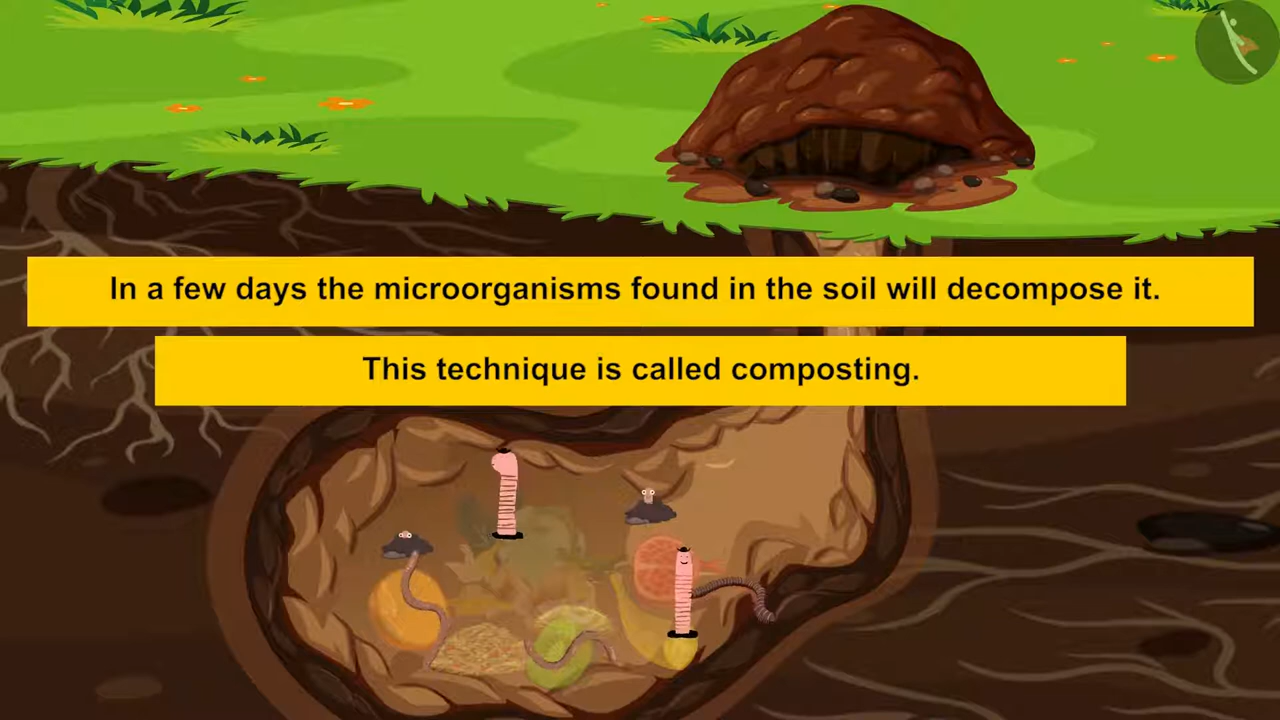 In a few days the microorganisms found in the soil will decompose it.
This technique is called composting.